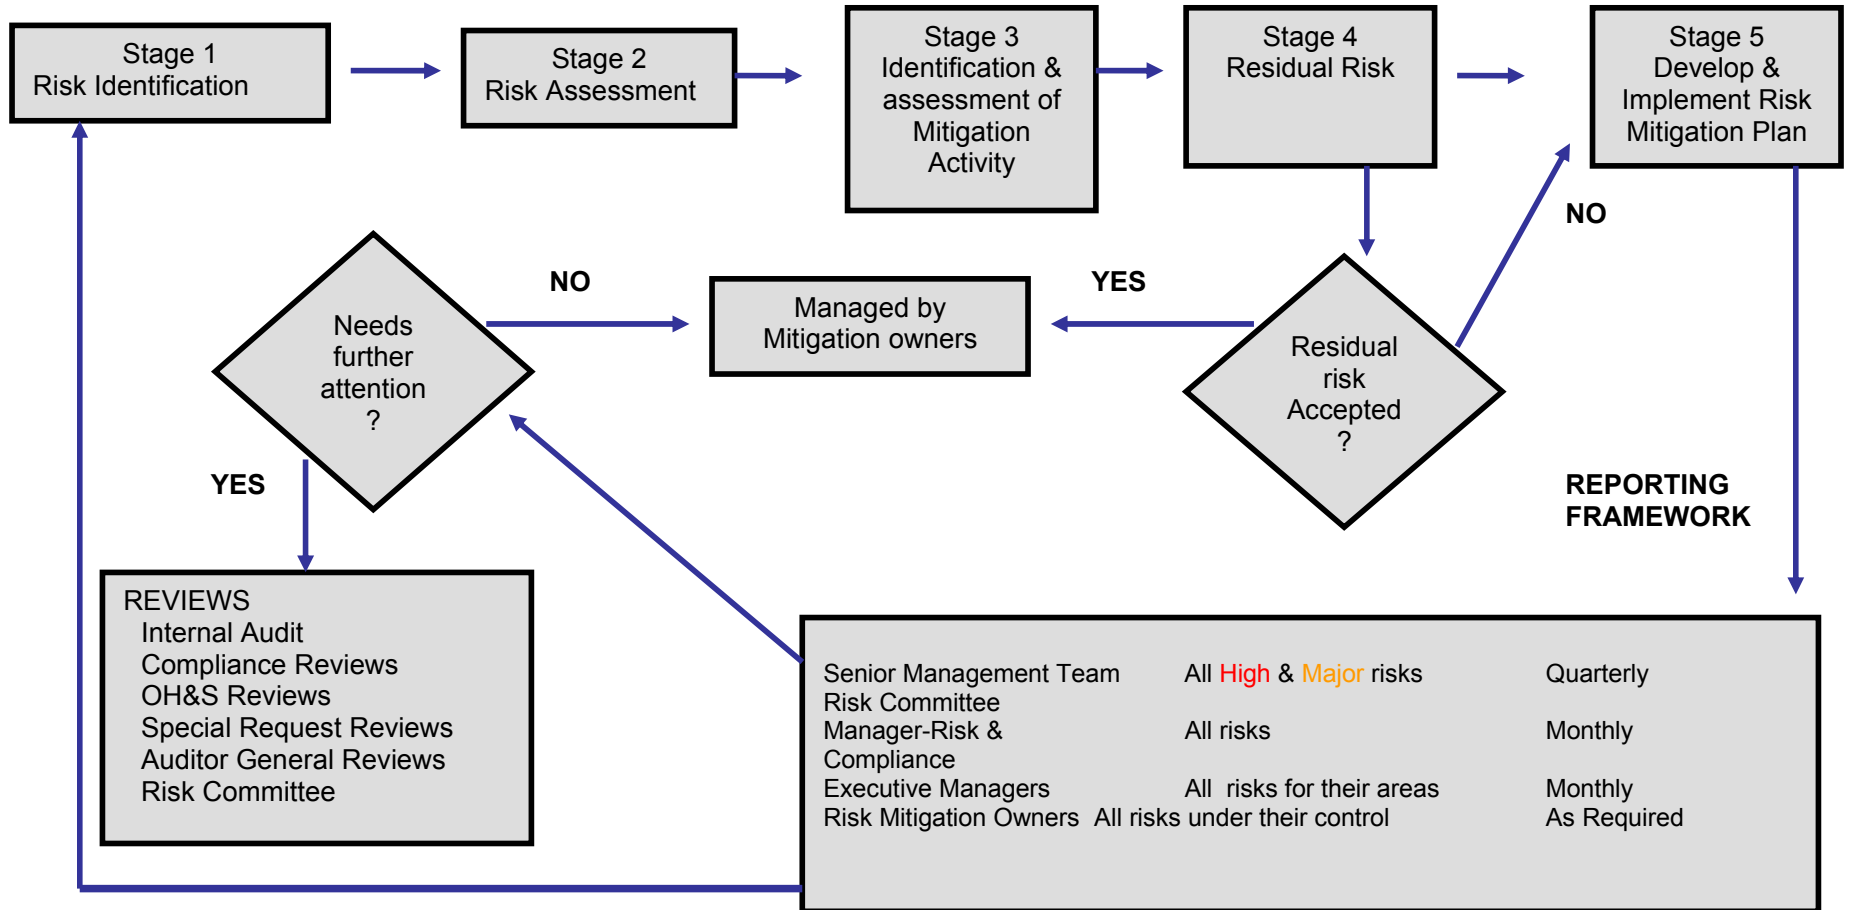 Stage 1
Risk Identification
Stage 2
Risk Assessment
Stage 3
Identification &
assessment of
Mitigation
Activity
Stage 4
Residual Risk
Stage 5
Develop &
Implement Risk
Mitigation Plan
NO
Needs
further
attention
?
NO
Managed by
Mitigation owners
YES
Residual
risk
Accepted
?
YES
REPORTING
FRAMEWORK
REVIEWS
Internal Audit
Compliance Reviews
OH&S Reviews
Special Request Reviews
Auditor General Reviews
Risk Committee
Senior Management Team All High & Major risks Quarterly
Risk Committee
Manager-Risk & All risks Monthly
Compliance
Executive Managers All risks for their areas Monthly
Risk Mitigation Owners All risks under their control As Required